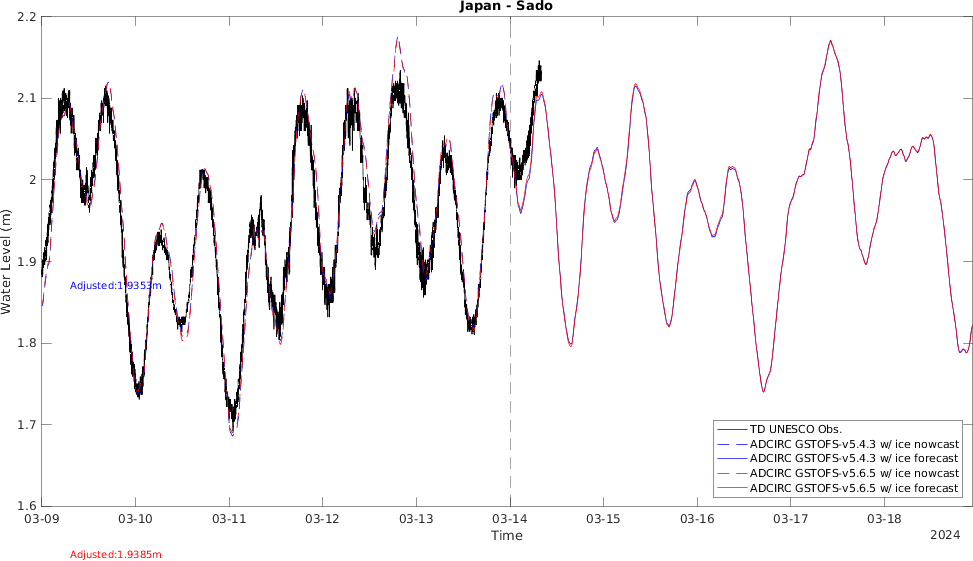 Japan - Sado
2.2
2.1
2
1.9
1.8
1.7
1.6
Water Level (m)
Adjusted:1.9353m
TD UNESCO Obs.
ADCIRC GSTOFS-v5.4.3 w/ ice nowcast
ADCIRC GSTOFS-v5.4.3 w/ ice forecast
ADCIRC GSTOFS-v5.6.5 w/ ice nowcast
ADCIRC GSTOFS-v5.6.5 w/ ice forecast
03-09 03-10 03-11 03-12 03-13 03-14 03-15 03-16 03-17 03-18
Time
2024
Adjusted:1.9385m